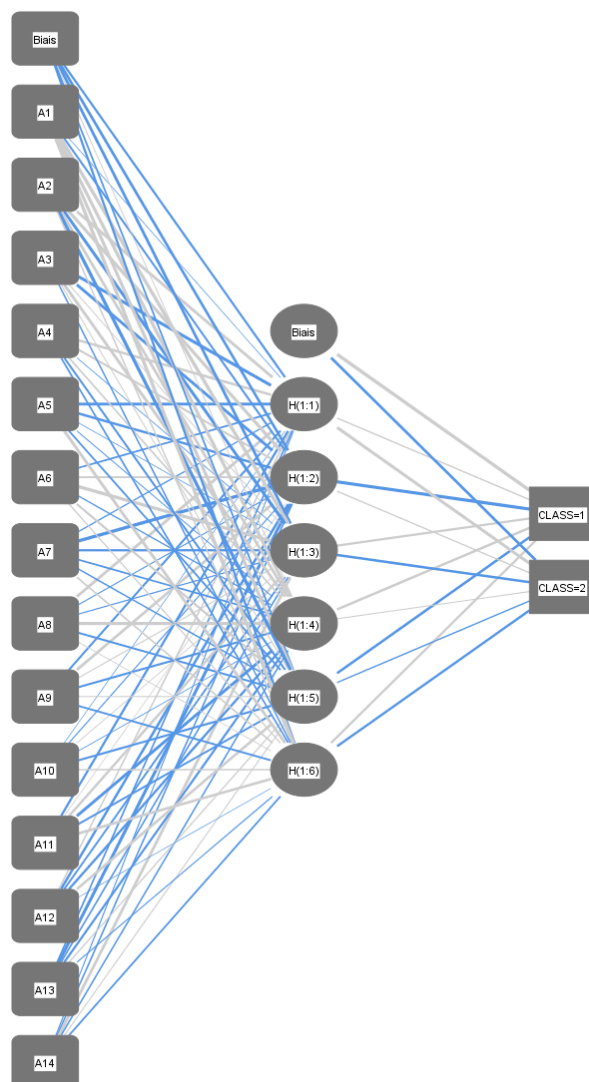 Biais
A1
A2
A3
A4
A5
A6
A7
A8
A9
A10
A11
A12
A13
A14
Biais
H(1:1)
H(1:2)
H(1:3)
H(1:4)
H(1:5)
H(1:6)
CLASS=1
CLASS=2